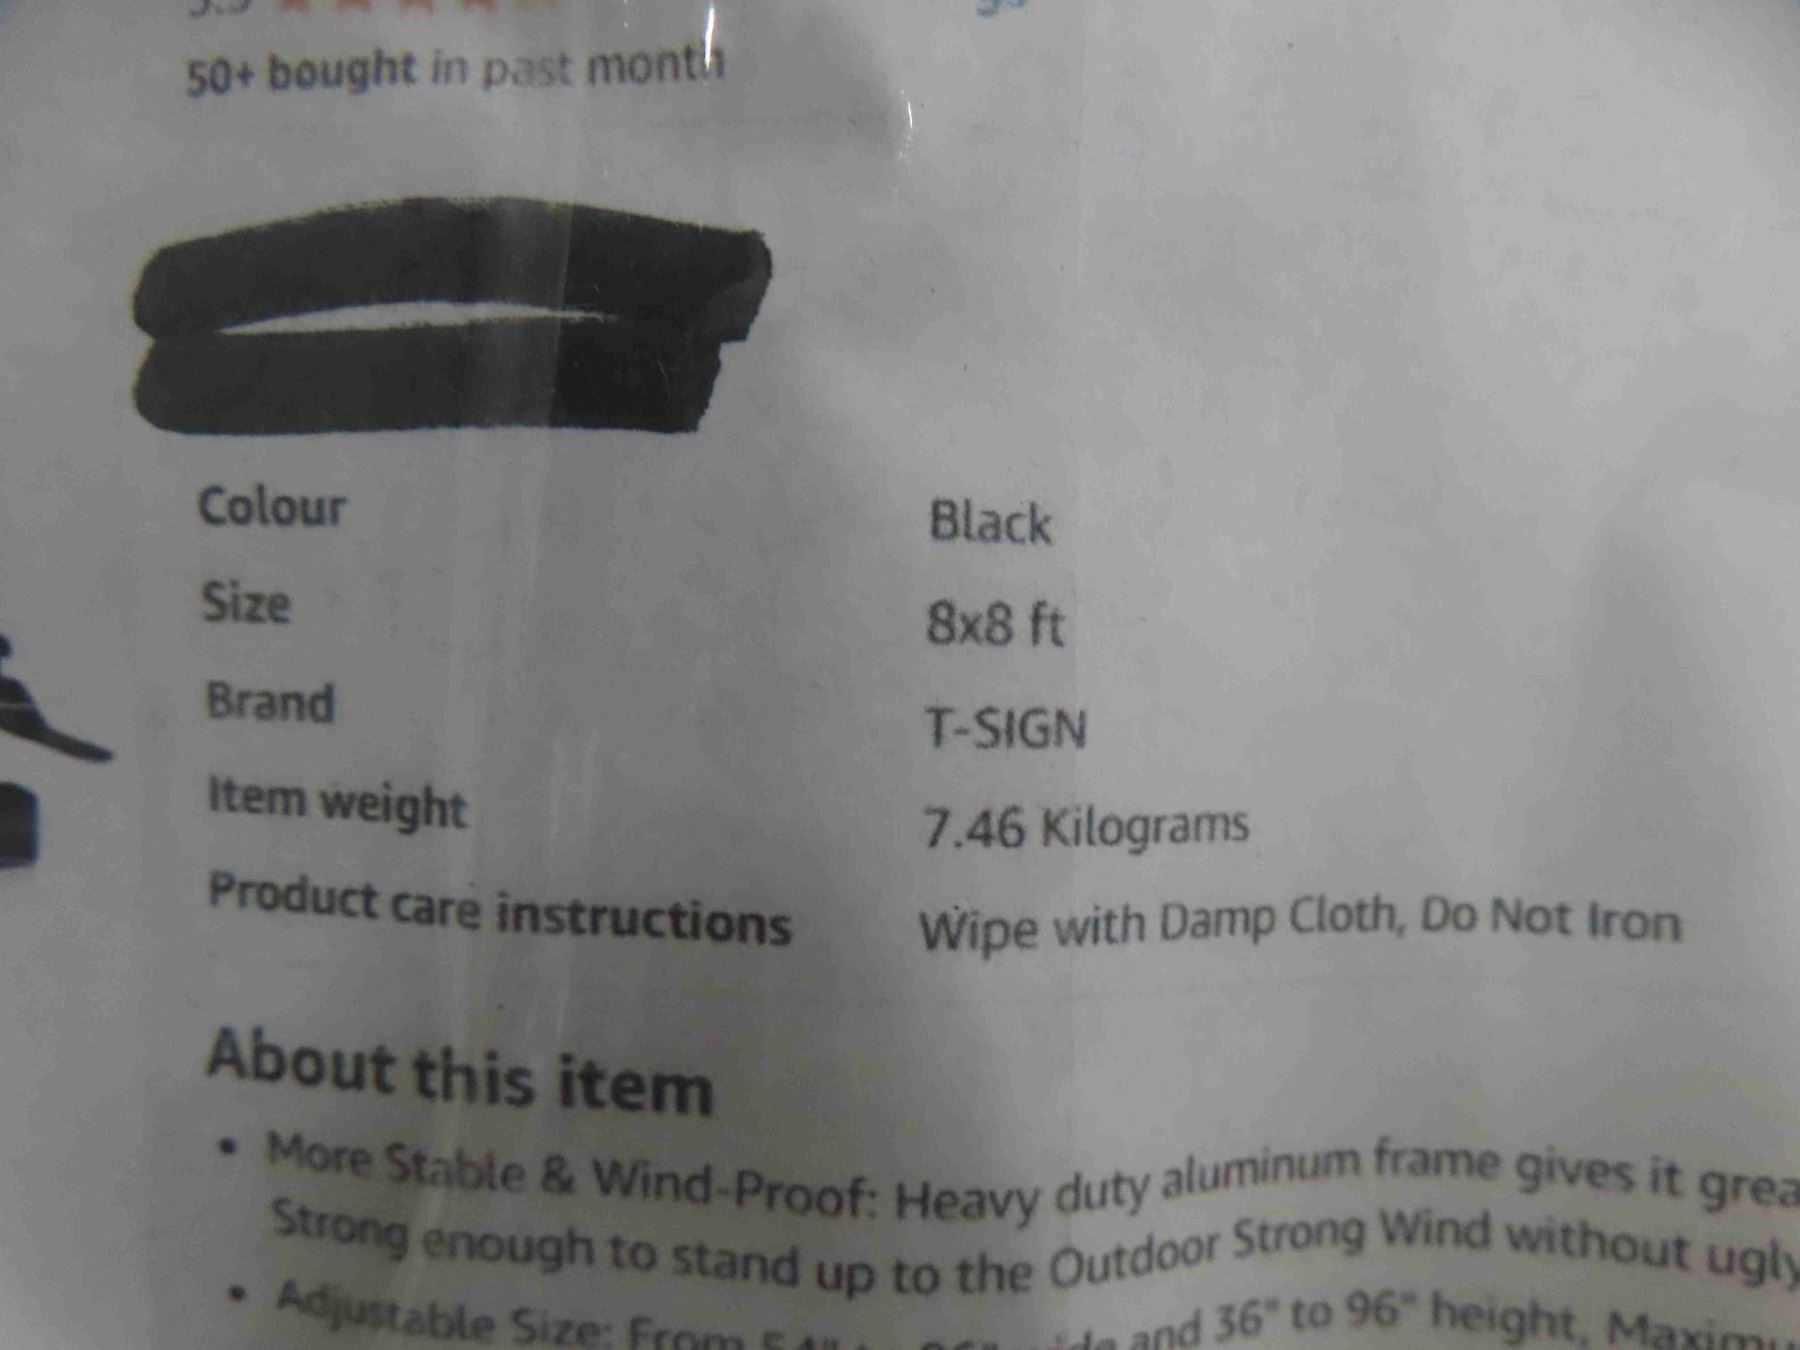 50+ bought in past month
Colour Black
Size 8x8 ft
Brand T-SIGN
Item weight 7.46 Kilograms
Product care instructions Wipe with Damp Cloth, Do Not Iron
About this item
• More Stable & Wind-Proof: Heavy duty aluminum frame gives it
Strong enough to stand up to the Outdoor Strong Wind without
• Adjustable Size: From and 36" to 96" height,